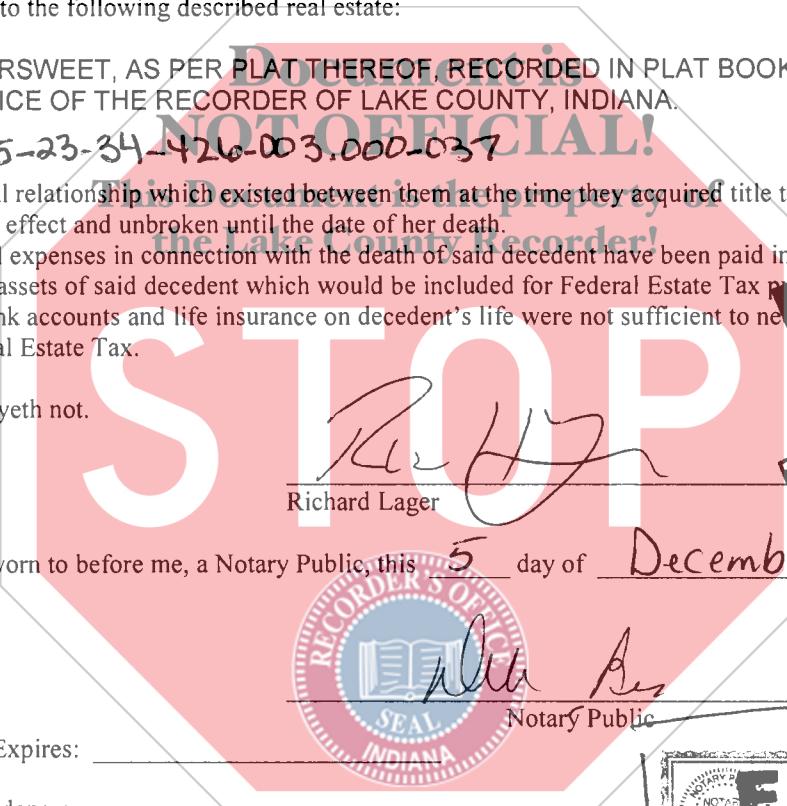 to the following described real estate:
RSWEET, AS PER PLAT THEREOF, RECORDED IN PLAT BOOK
ICE OF THE RECORDER OF LAKE COUNTY, INDIANA.
5-23-34-426-003.000-037
Document is
NOT OFFICIAL!
This Document is the property of
the Lake County Recorder!
l relationship which existed between them at the time they acquired title t
effect and unbroken until the date of her death.
l expenses in connection with the death of said decedent have been paid in
assets of said decedent which would be included for Federal Estate Tax p
nk accounts and life insurance on decedent's life were not sufficient to ne
al Estate Tax.
STOP
yeth not.
Richard Lager
vorn to before me, a Notary Public, this 5 day of Decemb
RECORDER'S OFFICE
SEAL
INDIANA
Notary Public
Expires:
NOTARY P
NOTAR